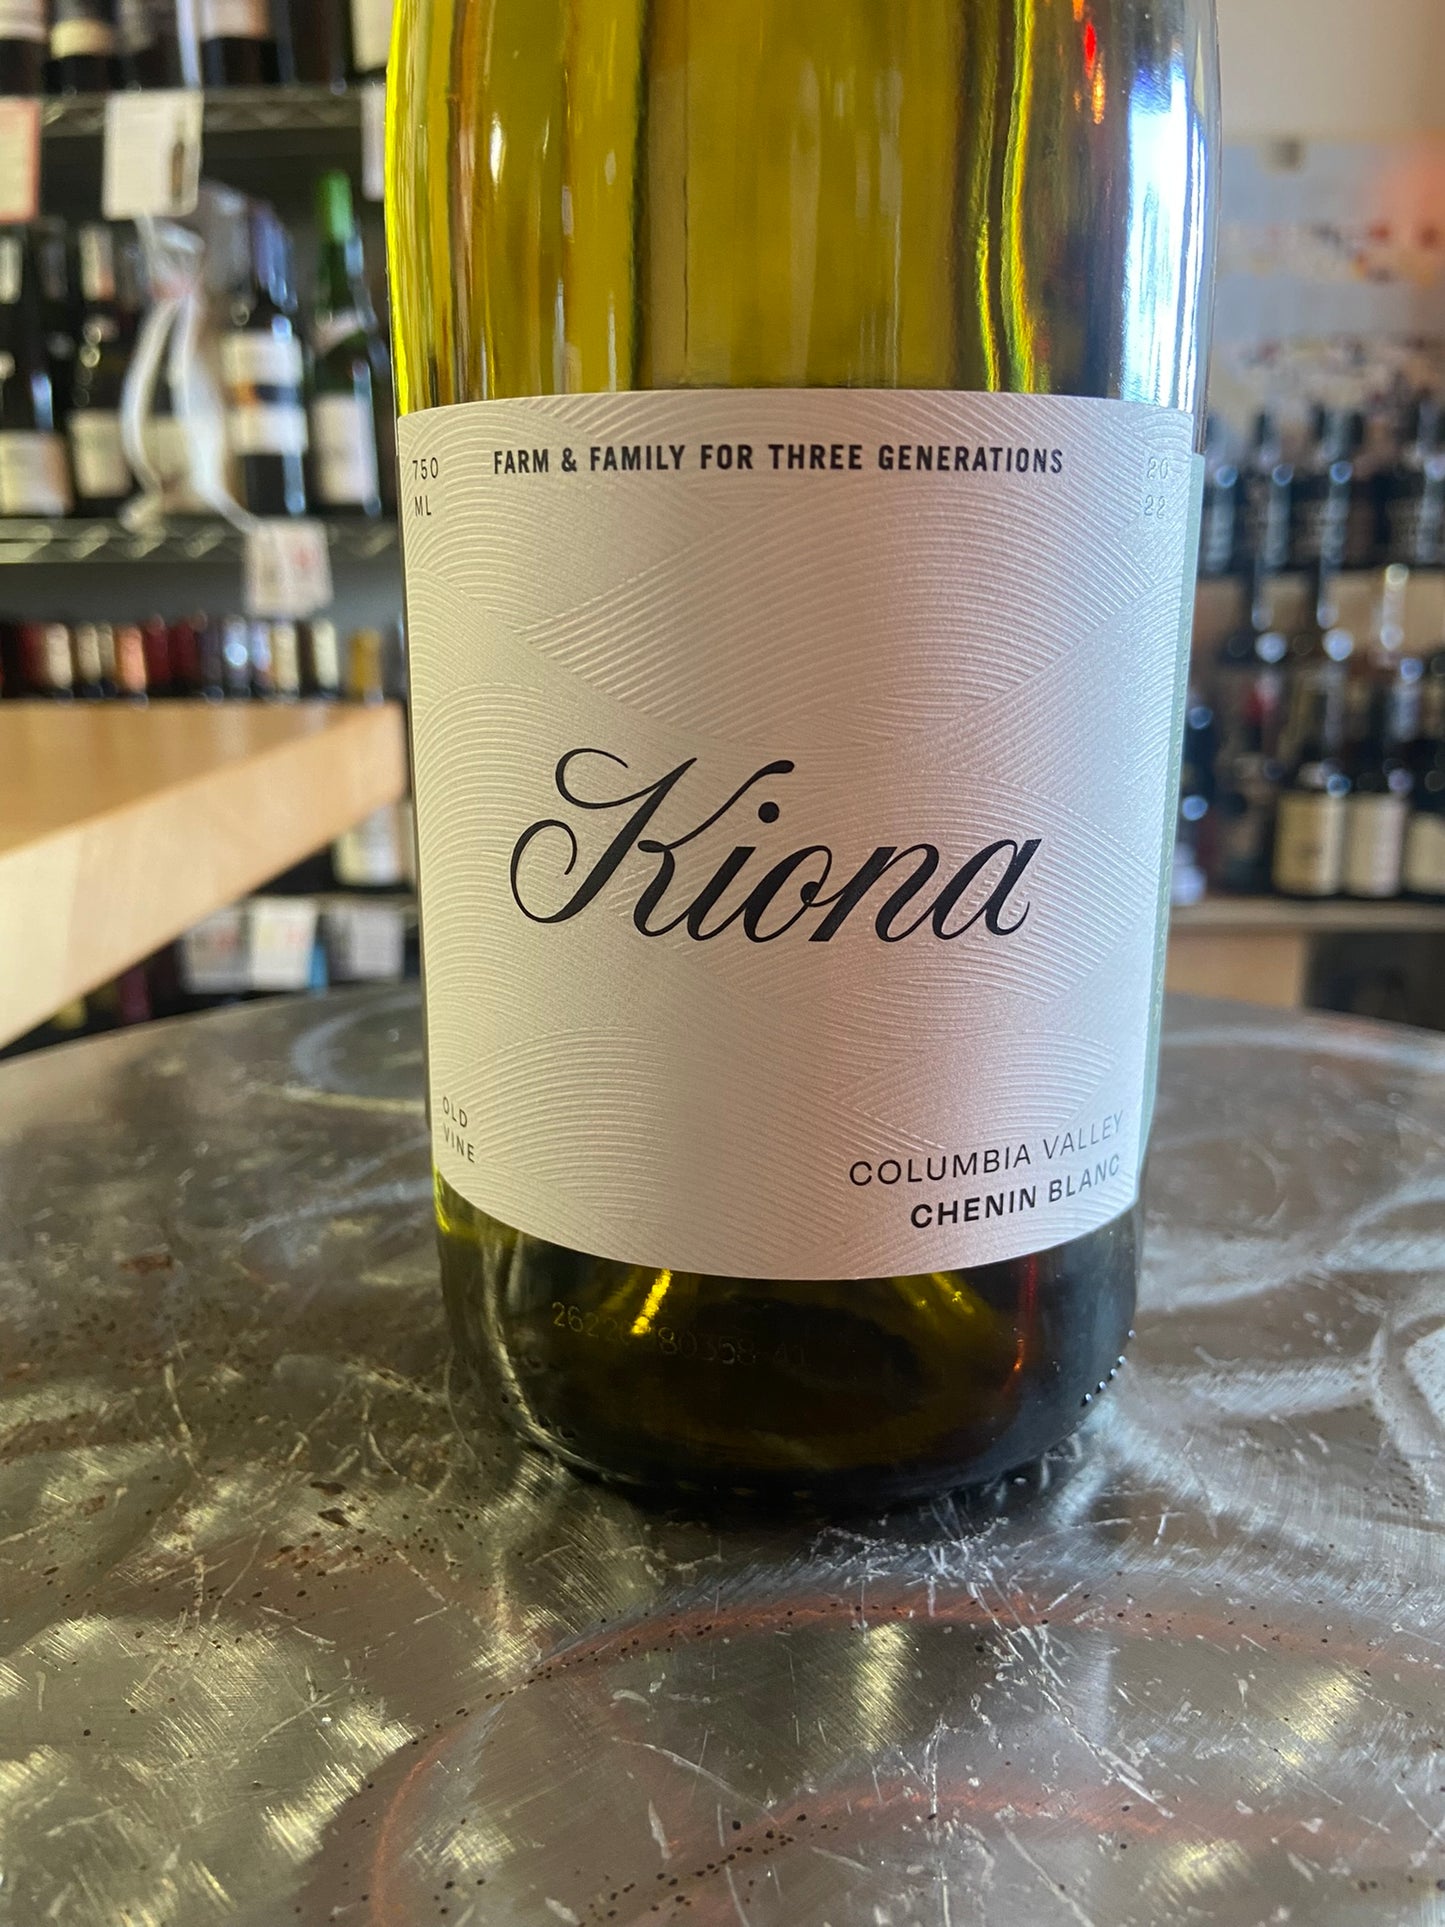 750
ML
FARM & FAMILY FOR THREE GENERATIONS
20
22
Kiona
OLD
VINE
COLUMBIA VALLEY
CHENIN BLANC